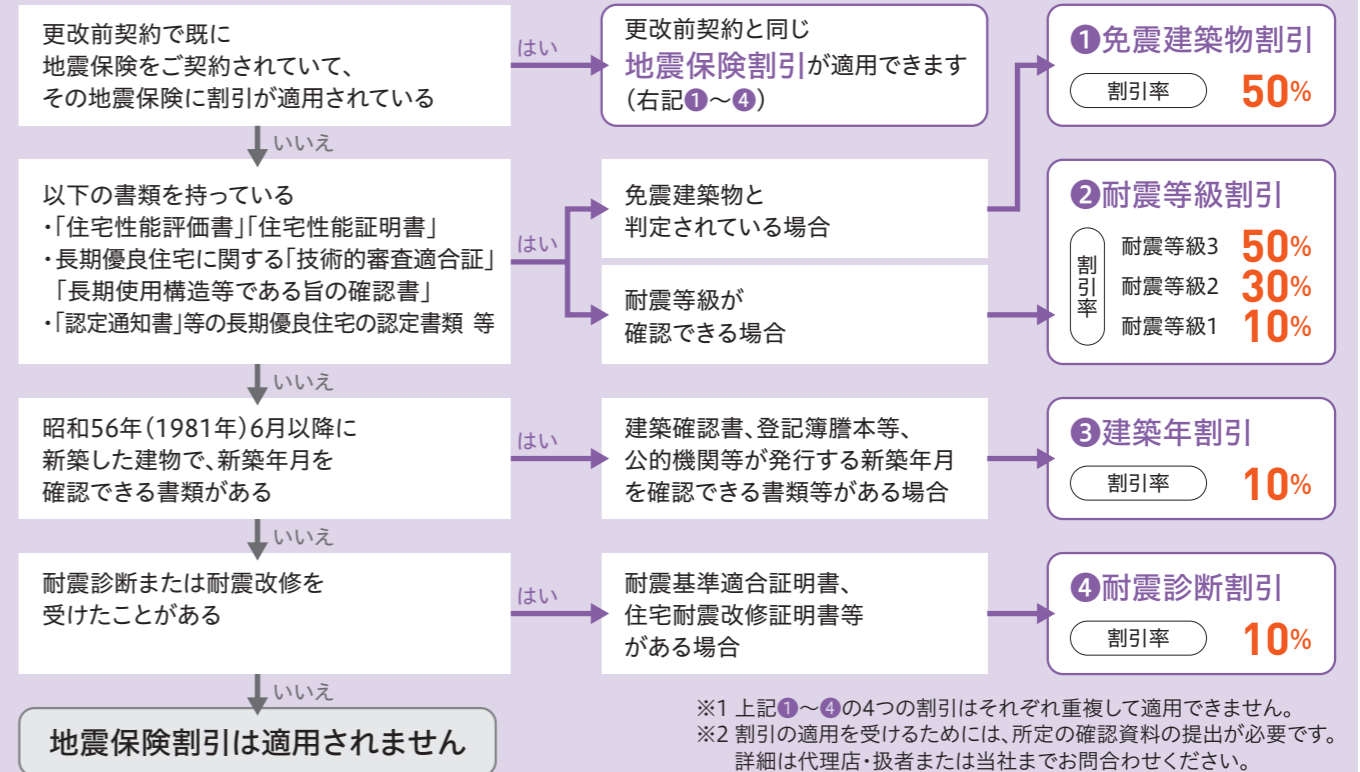 更改前契約で既に
地震保険をご契約されていて、
その地震保険に割引が適用されている
はい
更改前契約と同じ
地震保険割引が適用できます
(右記❶~❹)
❶免震建築物割引
割引率 50%
いいえ
以下の書類を持っている
・「住宅性能評価書」「住宅性能証明書」
・長期優良住宅に関する「技術的審査適合証」
「長期使用構造等である旨の確認書」
・「認定通知書」等の長期優良住宅の認定書類 等
はい
免震建築物と
判定されている場合
耐震等級が
確認できる場合
❷耐震等級割引
割引率
耐震等級3 50%
耐震等級2 30%
耐震等級1 10%
いいえ
昭和56年(1981年)6月以降に
新築した建物で、新築年月を
確認できる書類がある
はい
建築確認書、登記簿謄本等、
公的機関等が発行する新築年月
を確認できる書類等がある場合
❸建築年割引
割引率 10%
いいえ
耐震診断または耐震改修を
受けたことがある
はい
耐震基準適合証明書、
住宅耐震改修証明書等
がある場合
❹耐震診断割引
割引率 10%
いいえ
地震保険割引は適用されません
※1 上記❶~❹の4つの割引はそれぞれ重複して適用できません。
※2 割引の適用を受けるためには、所定の確認資料の提出が必要です。
詳細は代理店・扱者または当社までお問合わせください。